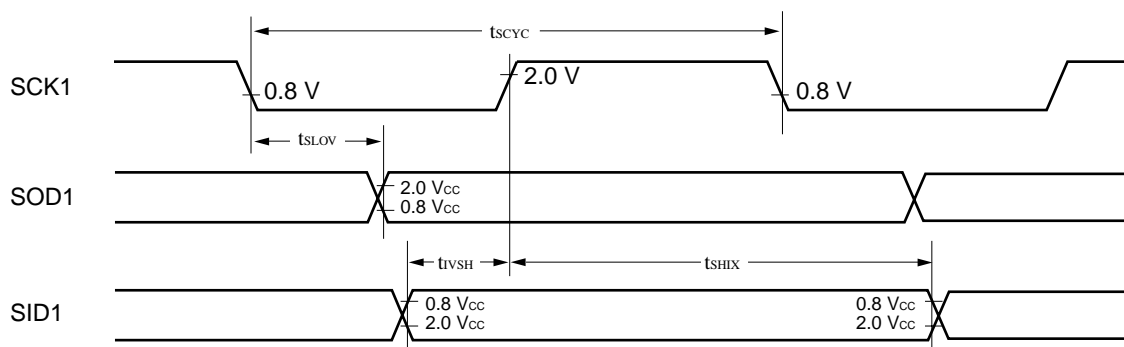 tSCYC
SCK1
0.8 V
2.0 V
0.8 V
tSLOV
SOD1
2.0 VCC
0.8 VCC
tIVSH
tSHIX
SID1
0.8 VCC
2.0 VCC
0.8 VCC
2.0 VCC